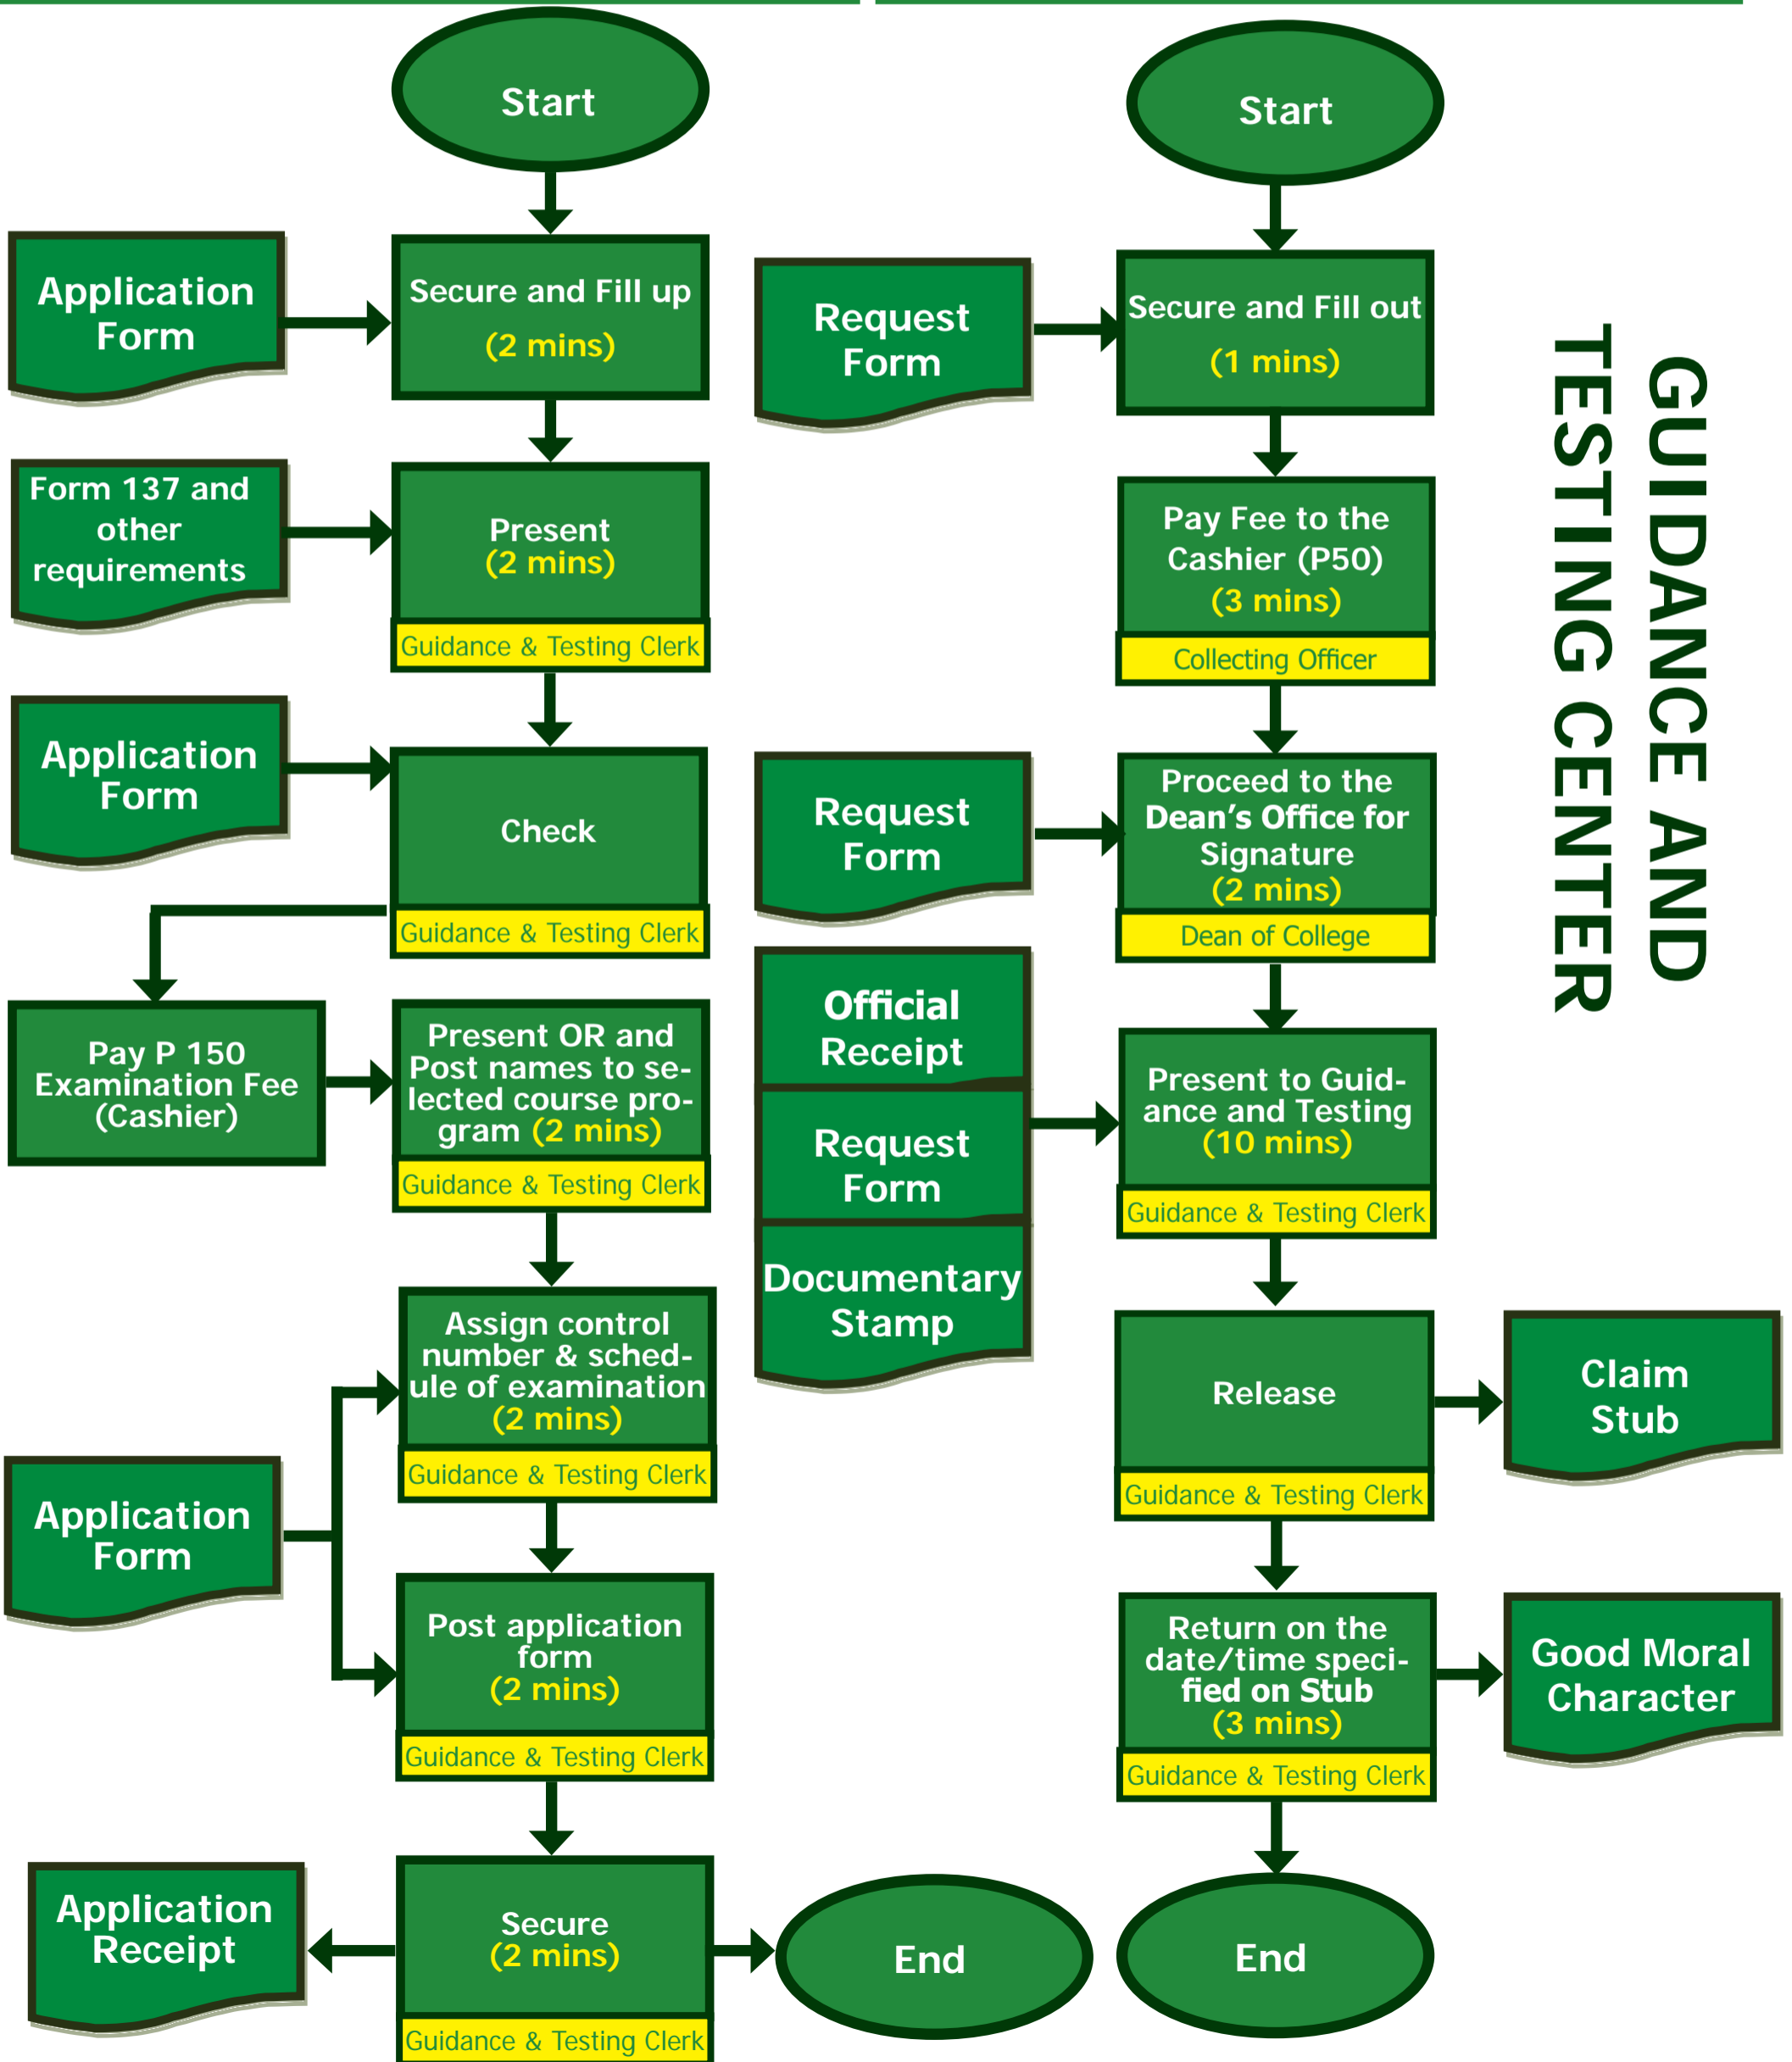 Start
Application
Form
Secure and Fill up
(2 mins)
Form 137 and
other
requirements
Present
(2 mins)
Guidance & Testing Clerk
Application
Form
Check
Guidance & Testing Clerk
Pay P 150
Examination Fee
(Cashier)
Present OR and
Post names to se-
lected course pro-
gram (2 mins)
Guidance & Testing Clerk
Assign control
number & sched-
ule of examination
(2 mins)
Guidance & Testing Clerk
Application
Form
Post application
form
(2 mins)
Guidance & Testing Clerk
Application
Receipt
Secure
(2 mins)
Guidance & Testing Clerk
End
Start
Request
Form
Secure and Fill out
(1 mins)
Pay Fee to the
Cashier (P50)
(3 mins)
Collecting Officer
Request
Form
Proceed to the
Dean’s Office for
Signature
(2 mins)
Dean of College
Official
Receipt
Request
Form
Documentary
Stamp
Present to Guid-
ance and Testing
(10 mins)
Guidance & Testing Clerk
Release
Guidance & Testing Clerk
Claim
Stub
Return on the
date/time speci-
fied on Stub
(3 mins)
Guidance & Testing Clerk
Good Moral
Character
End
GUIDANCE AND
TESTING CENTER